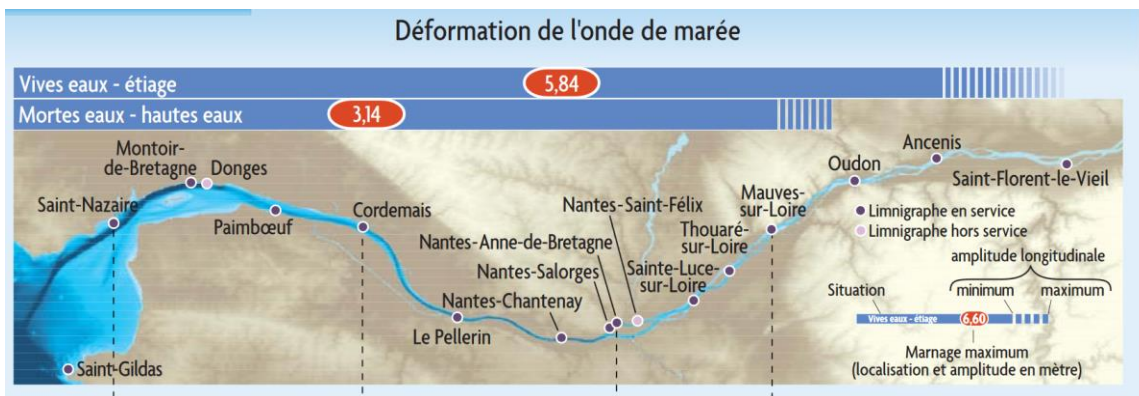 Déformation de l'onde de marée
Vives eaux - étiage
5,84
Mortes eaux - hautes eaux
3,14
Montoir-
de-Bretagne
Donges
Saint-Nazaire
Paimbœuf
Cordemais
Nantes-Saint-Félix
Nantes-Anne-de-Bretagne
Nantes-Salorges
Nantes-Chantenay
Le Pellerin
Saint-Gildas
Mauves-
sur-Loire
Thouaré-
sur-Loire
Sainte-Luce-
sur-Loire
Oudon
Ancenis
Saint-Florent-le-Vieil
Limnigraphe en service
Limnigraphe hors service
amplitude longitudinale
Situation
minimum
maximum
Vives eaux - étiage
6,60
Marnage maximum
(localisation et amplitude en mètre)